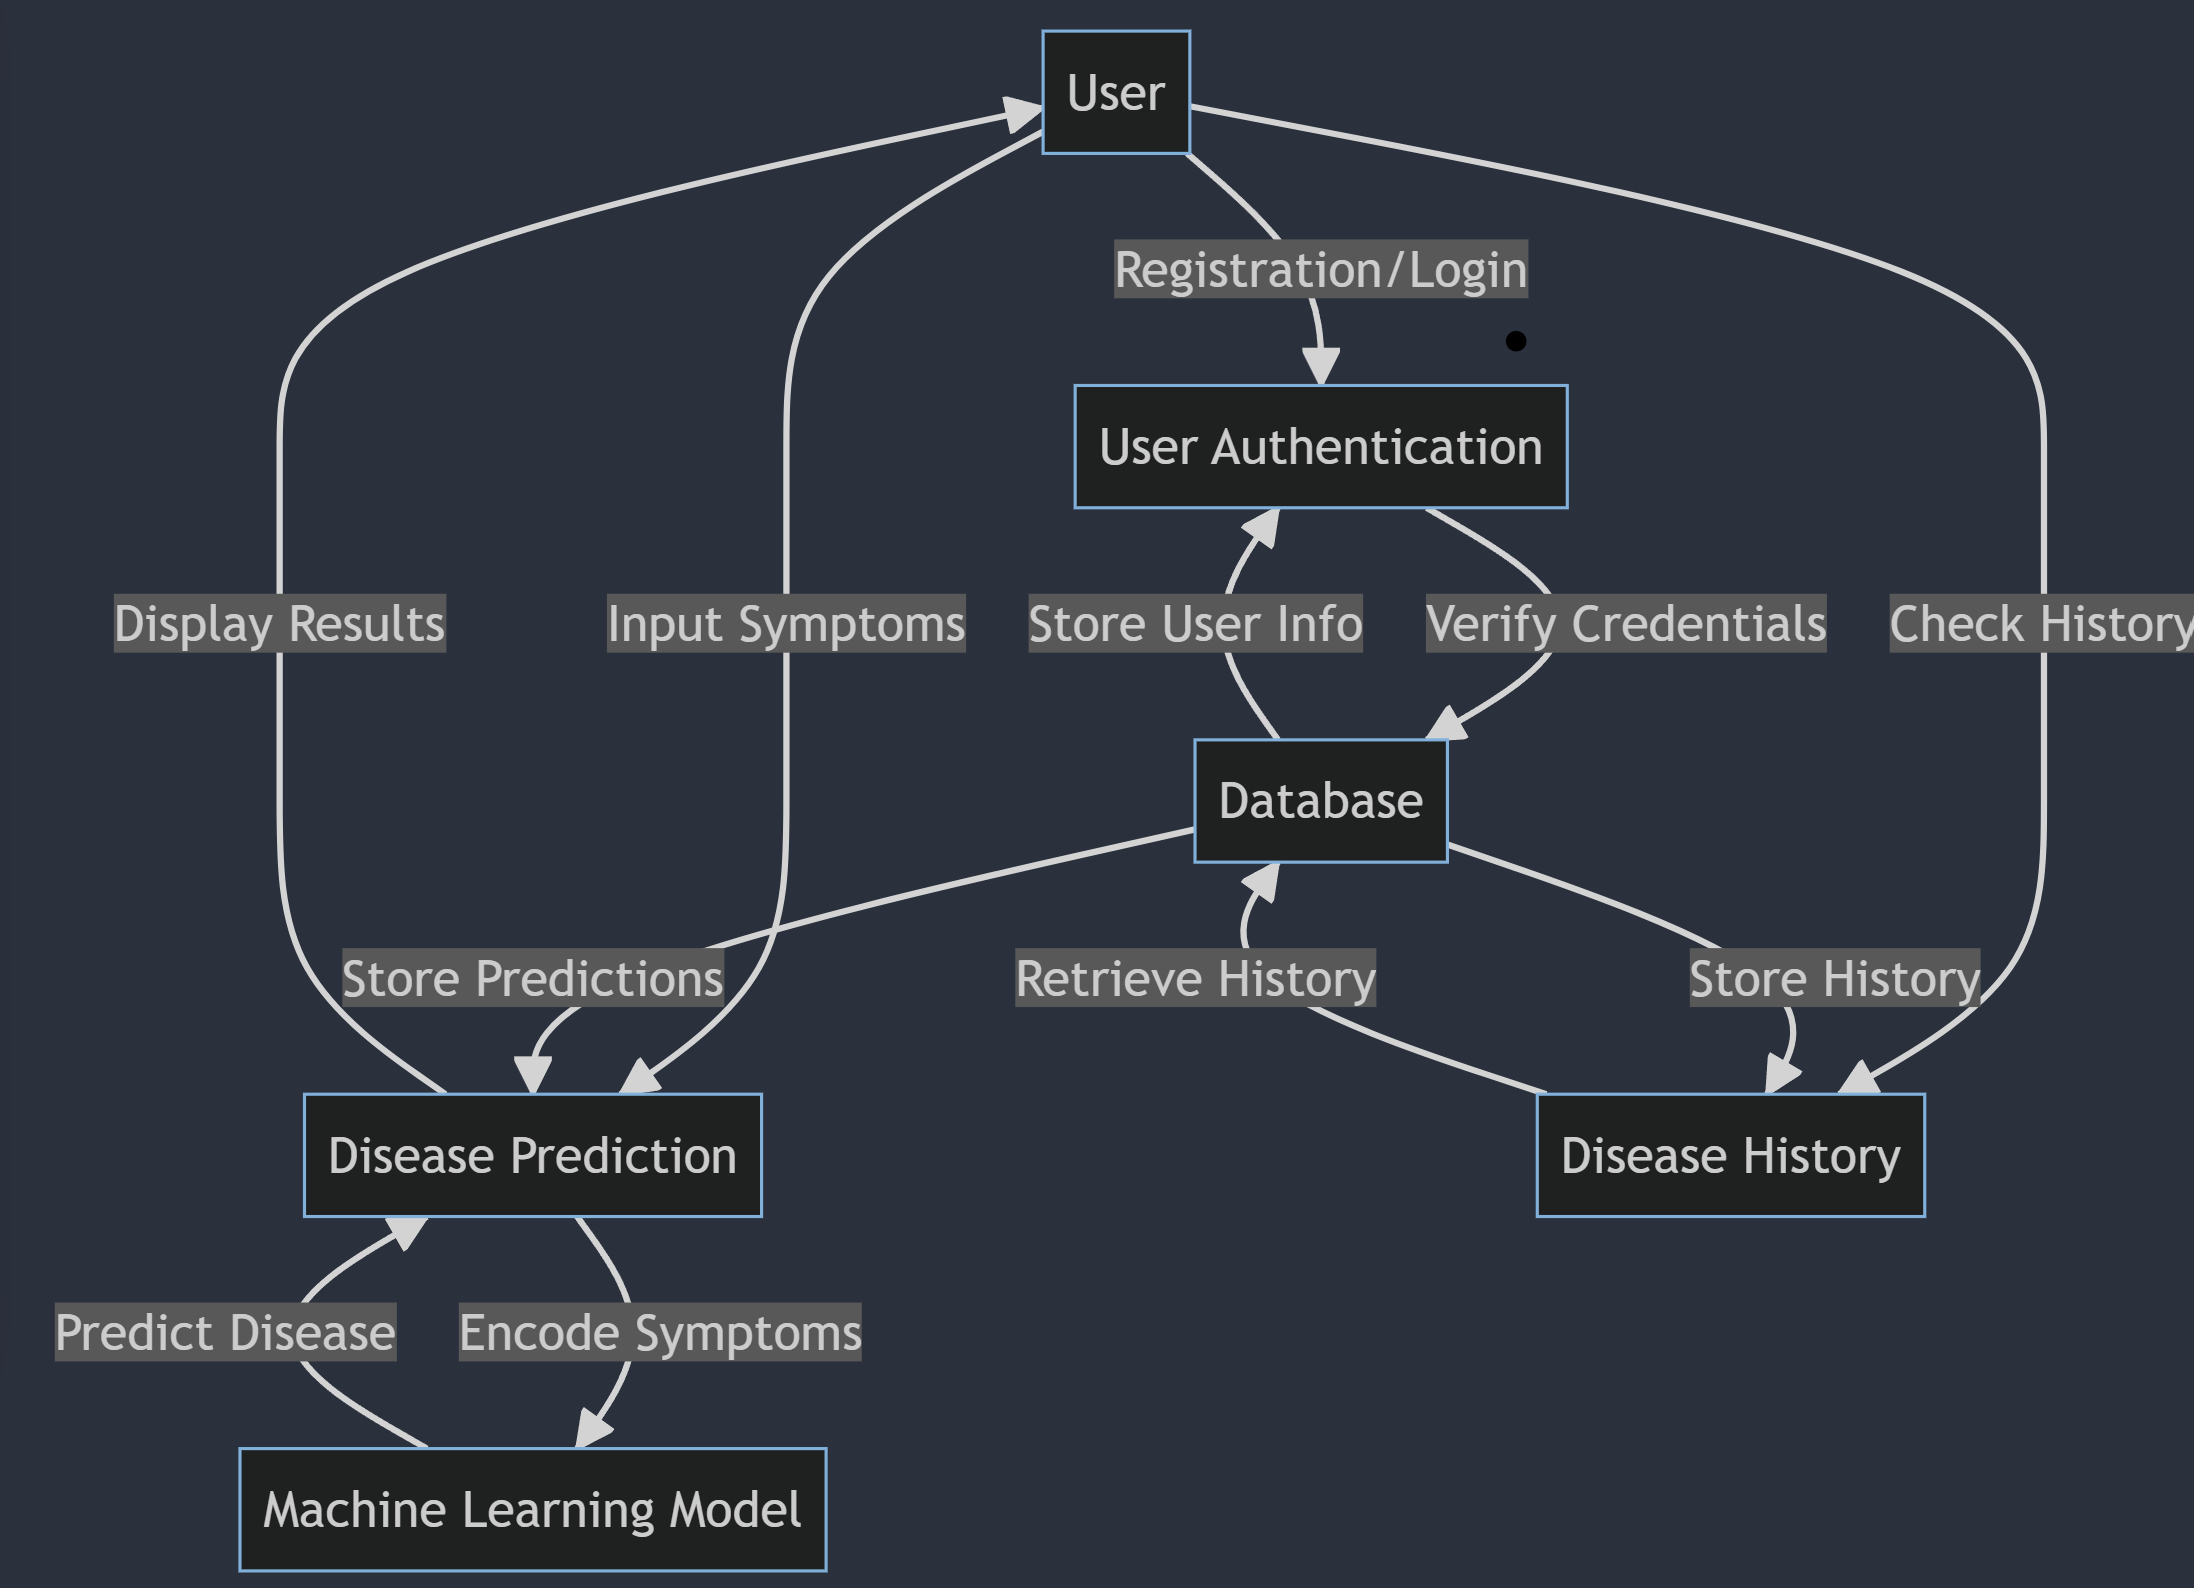 User
Registration/Login
User Authentication
Display Results
Input Symptoms
Store User Info
Verify Credentials
Check History
Database
Store Predictions
Retrieve History
Store History
Disease Prediction
Disease History
Predict Disease
Encode Symptoms
Machine Learning Model